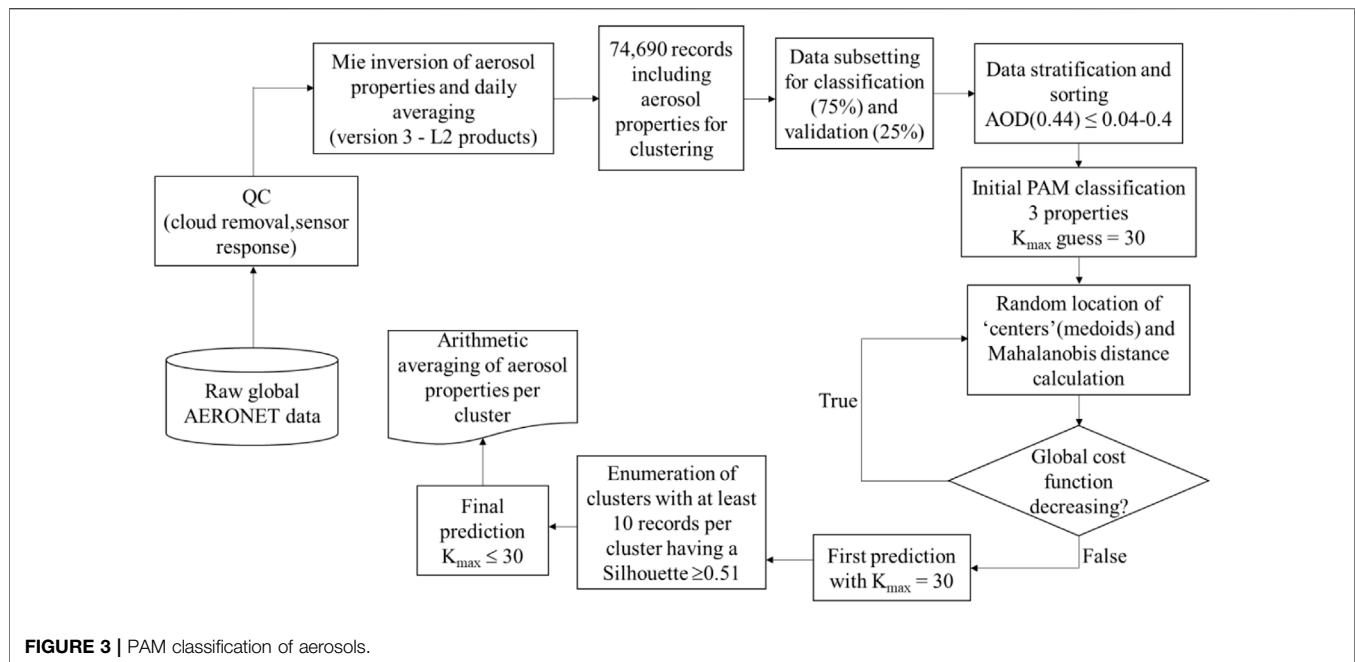 Raw global
AERONET data
QC
(cloud removal,sensor
response)
Mie inversion of aerosol
properties and daily
averaging
(version 3 - L2 products)
74,690 records
including
aerosol
properties for
clustering
Data subsetting
for classification
(75%) and
validation (25%)
Data stratification and
sorting
AOD(0.44) ≤ 0.04-0.4
Initial PAM classification
3 properties
Kmax guess = 30
Random location of
‘centers’(medoids) and
Mahalanobis distance
calculation
True
Global cost
function
decreasing?
False
First prediction
with Kmax = 30
Enumeration of
clusters with at least
10 records per
cluster having a
Silhouette ≥0.51
Final
prediction
Kmax ≤ 30
Arithmetic
averaging of aerosol
properties per
cluster
FIGURE 3 | PAM classification of aerosols.